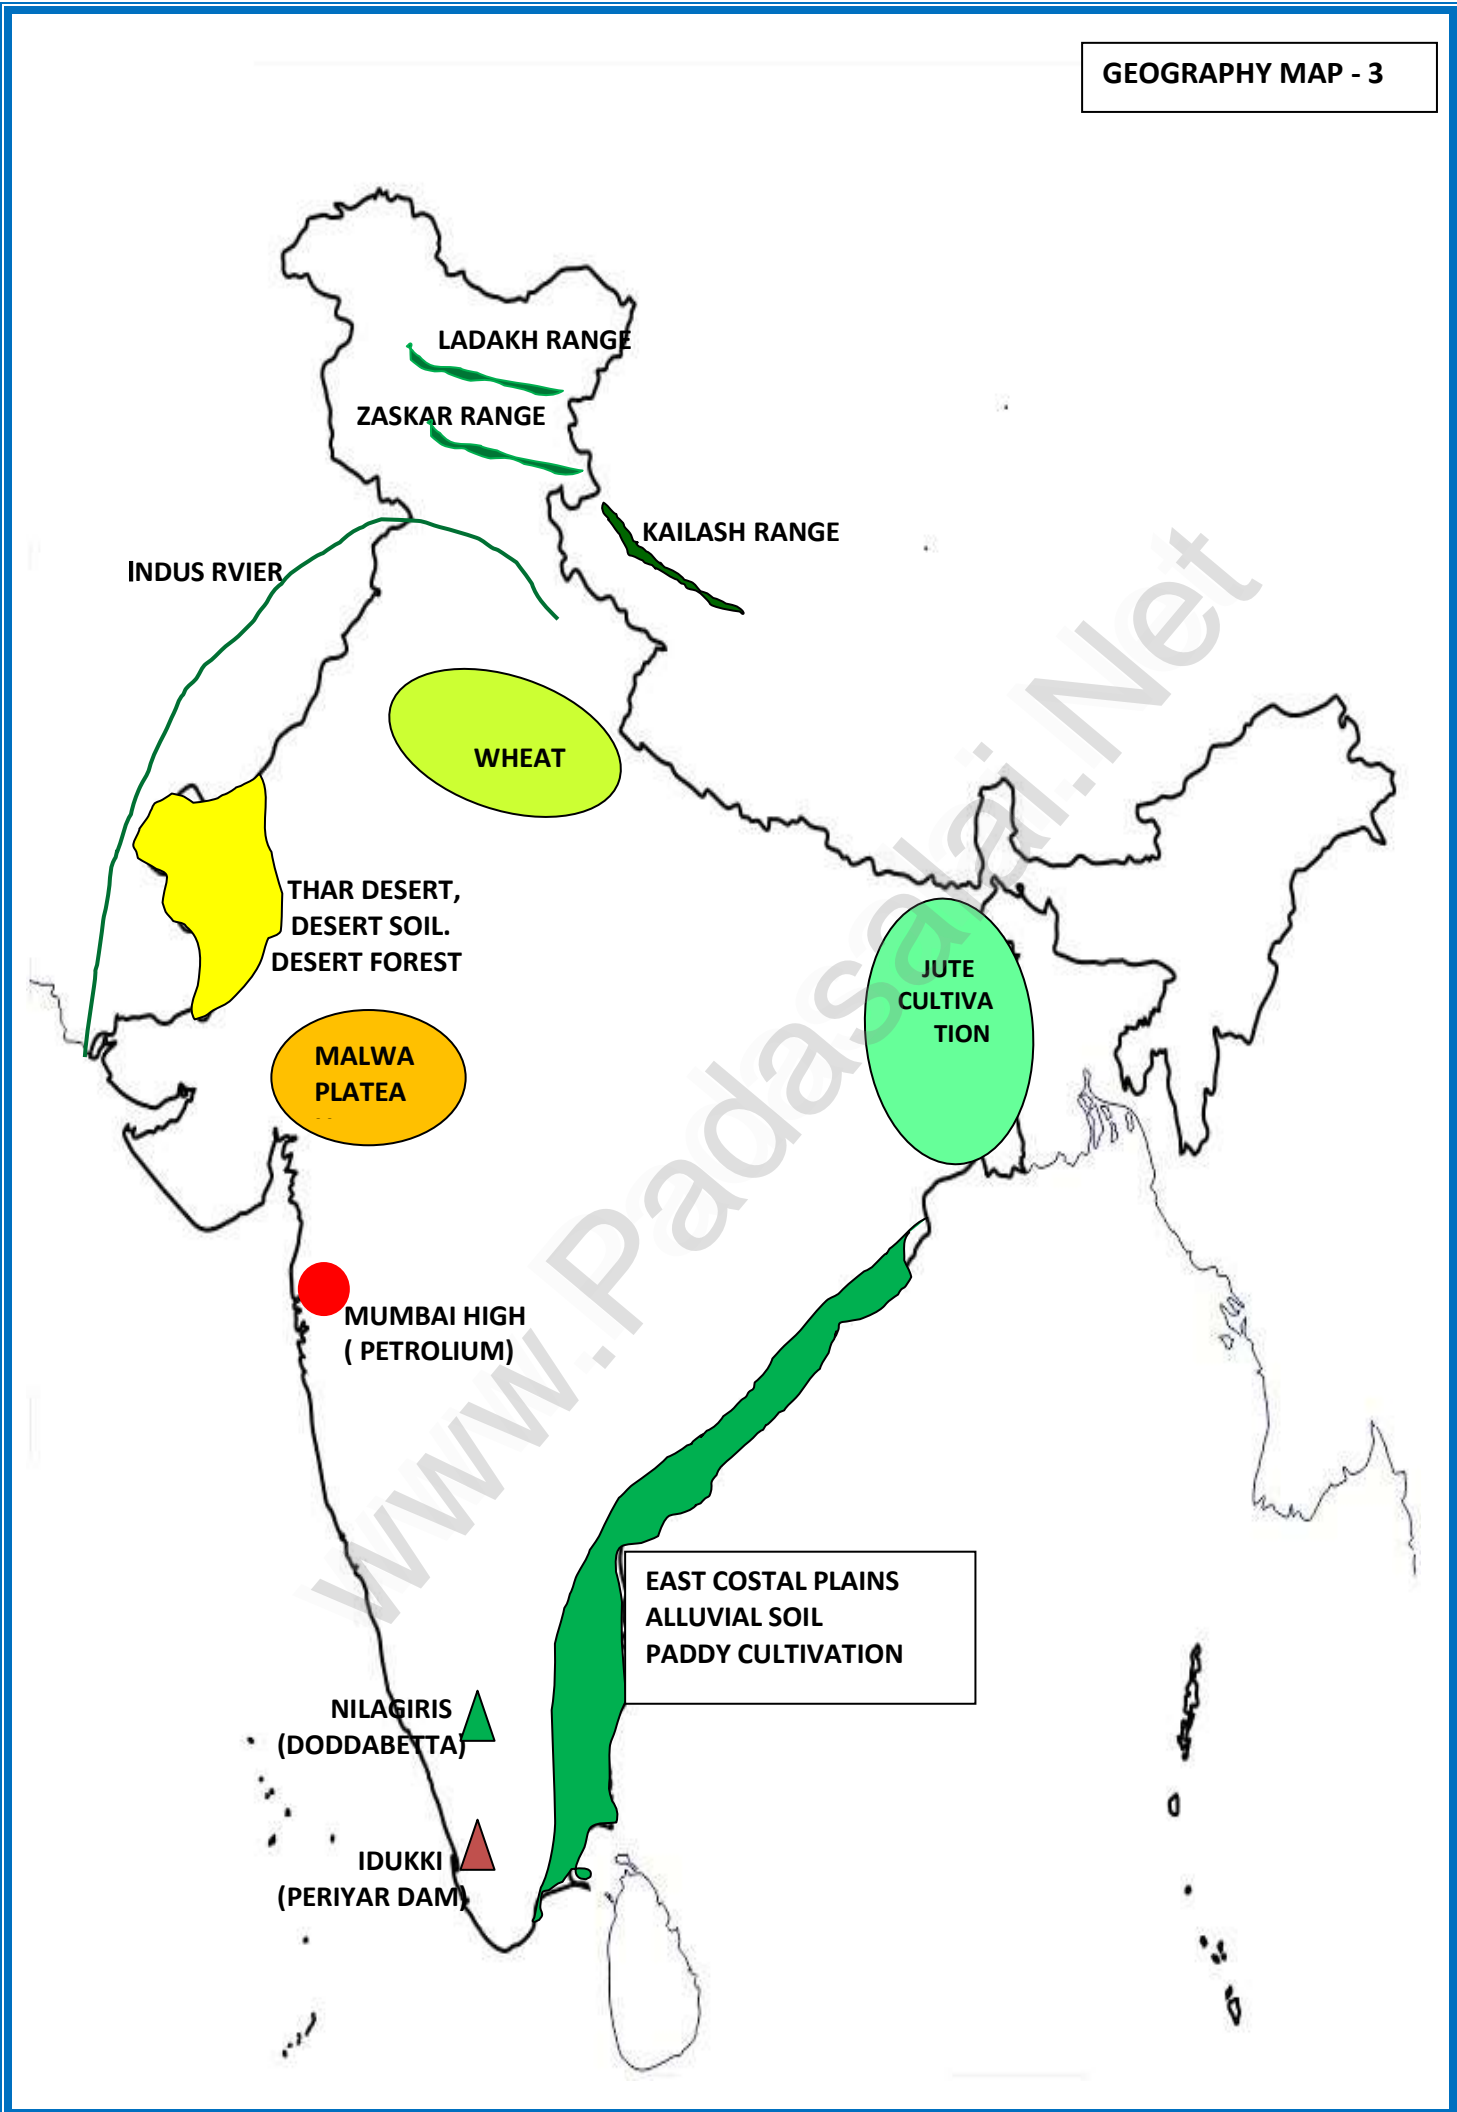 GEOGRAPHY MAP - 3
LADAKH RANGE
ZASKAR RANGE
KAILASH RANGE
INDUS RVIER
WHEAT
THAR DESERT,
DESERT SOIL.
DESERT FOREST
JUTE
CULTIVA
TION
MALWA
PLATEA
MUMBAI HIGH
( PETROLIUM)
EAST COSTAL PLAINS
ALLUVIAL SOIL
PADDY CULTIVATION
NILAGIRIS
(DODDABETTA)
IDUKKI
(PERIYAR DAM)
www.Padasalai.Net